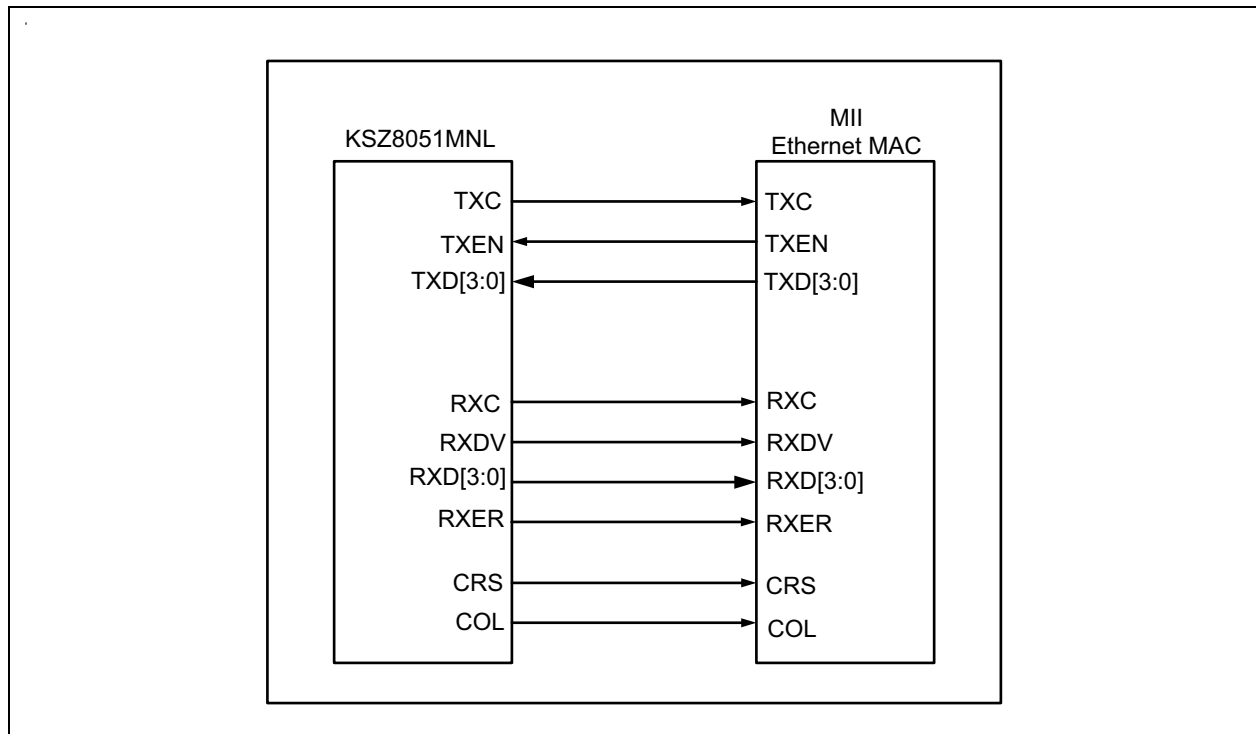 KSZ8051MNL
MII
Ethernet MAC
TXC TXC
TXEN TXEN
TXD[3:0] TXD[3:0]
RXC RXC
RXDV RXDV
RXD[3:0] RXD[3:0]
RXER RXER
CRS CRS
COL COL